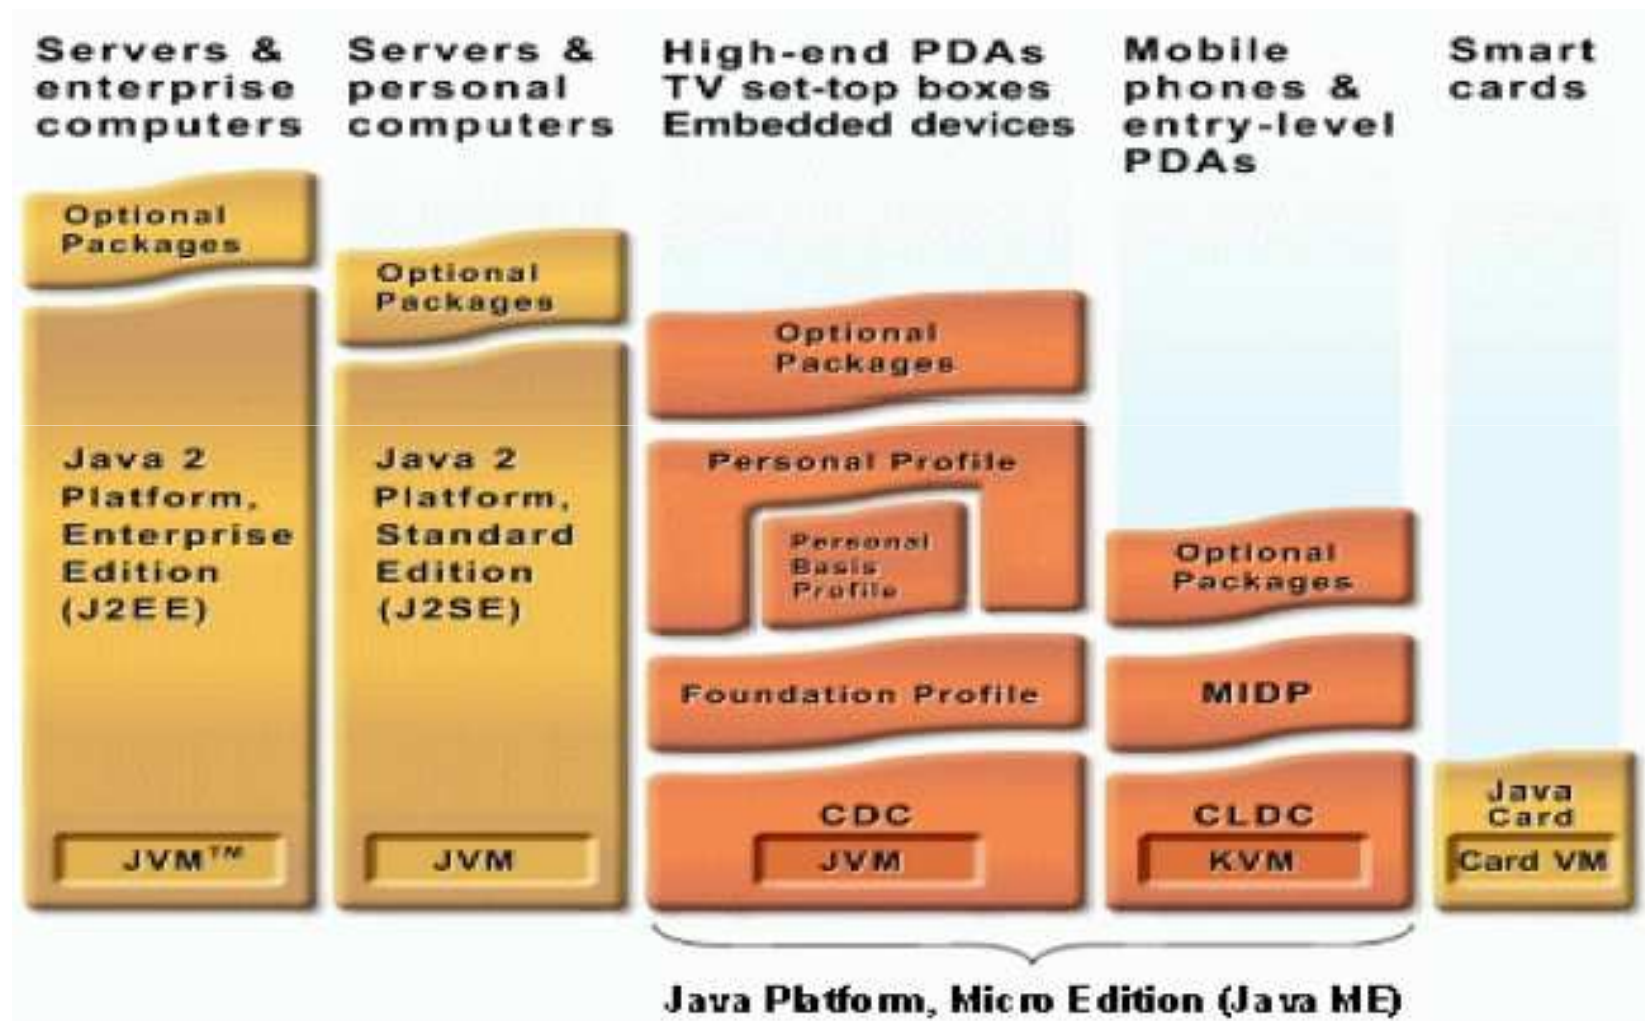 Servers &
enterprise
computers
Servers &
personal
computers
High-end PDAs
TV set-top boxes
Embedded devices
Mobile
phones &
entry-level
PDAs
Smart
cards
Optional
Packages
Java 2
Platform,
Enterprise
Edition
(J2EE)
JVM™
Optional
Packages
Java 2
Platform,
Standard
Edition
(J2SE)
JVM
Optional
Packages
Personal Profile
Personal
Basis
Profile
Foundation Profile
CDC
JVM
Optional
Packages
MIDP
CLDC
KVM
Java
Card
Card VM
Java Platform, Micro Edition (Java ME)